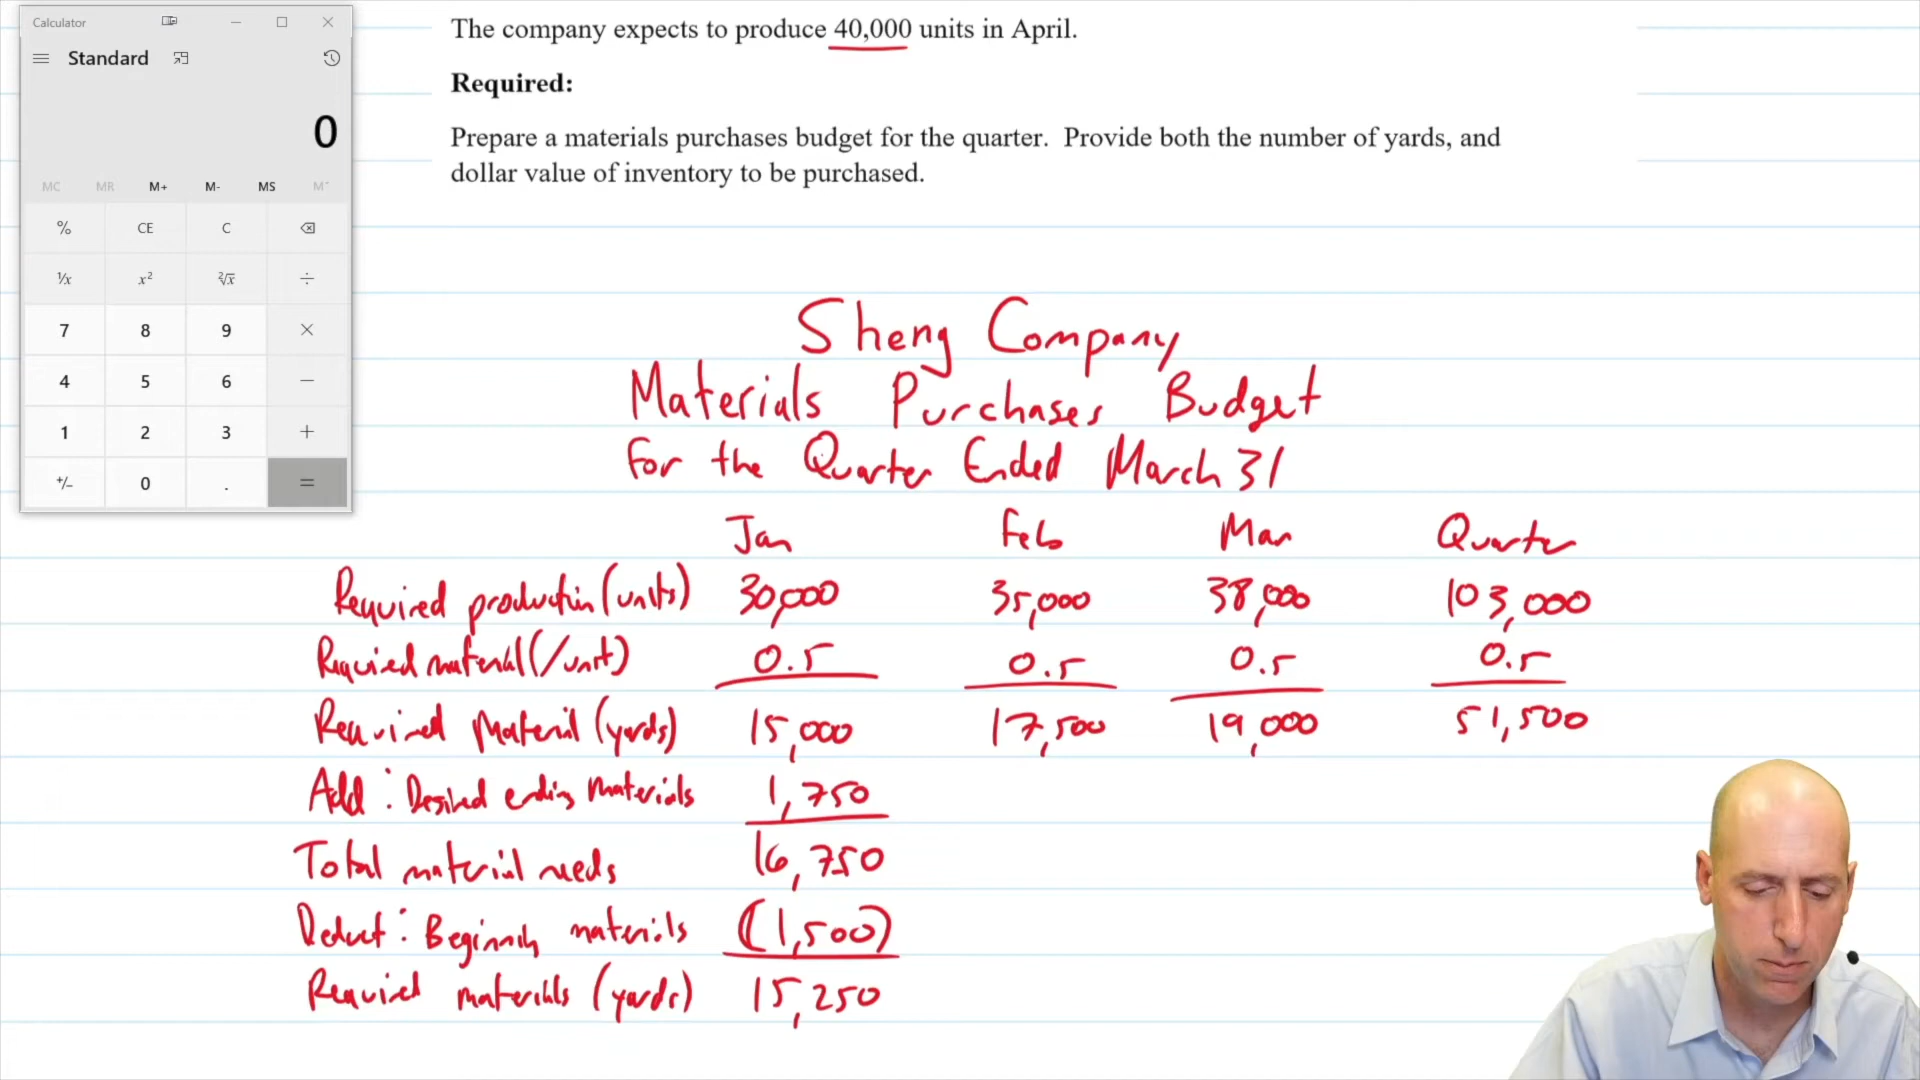 Calculator
Standard
0
MC MR M+ M- MS M˅
% CE C
¹/x x² ²√x ÷
7 8 9 ×
4 5 6 −
1 2 3 +
+/− 0 . =
The company expects to produce 40,000 units in April.
Required:
Prepare a materials purchases budget for the quarter. Provide both the number of yards, and
dollar value of inventory to be purchased.
Sheng Company
Materials Purchases Budget
For the Quarter Ended March 31
Jan Feb Mar Quarter
Required production (units) 30,000 35,000 38,000 103,000
Required material (/unit) 0.5 0.5 0.5 0.5
Required Material (yards) 15,000 17,500 19,000 51,500
Add: Desired ending materials 1,750
Total material needs 16,750
Deduct: Beginning materials (1,500)
Required materials (yards) 15,250